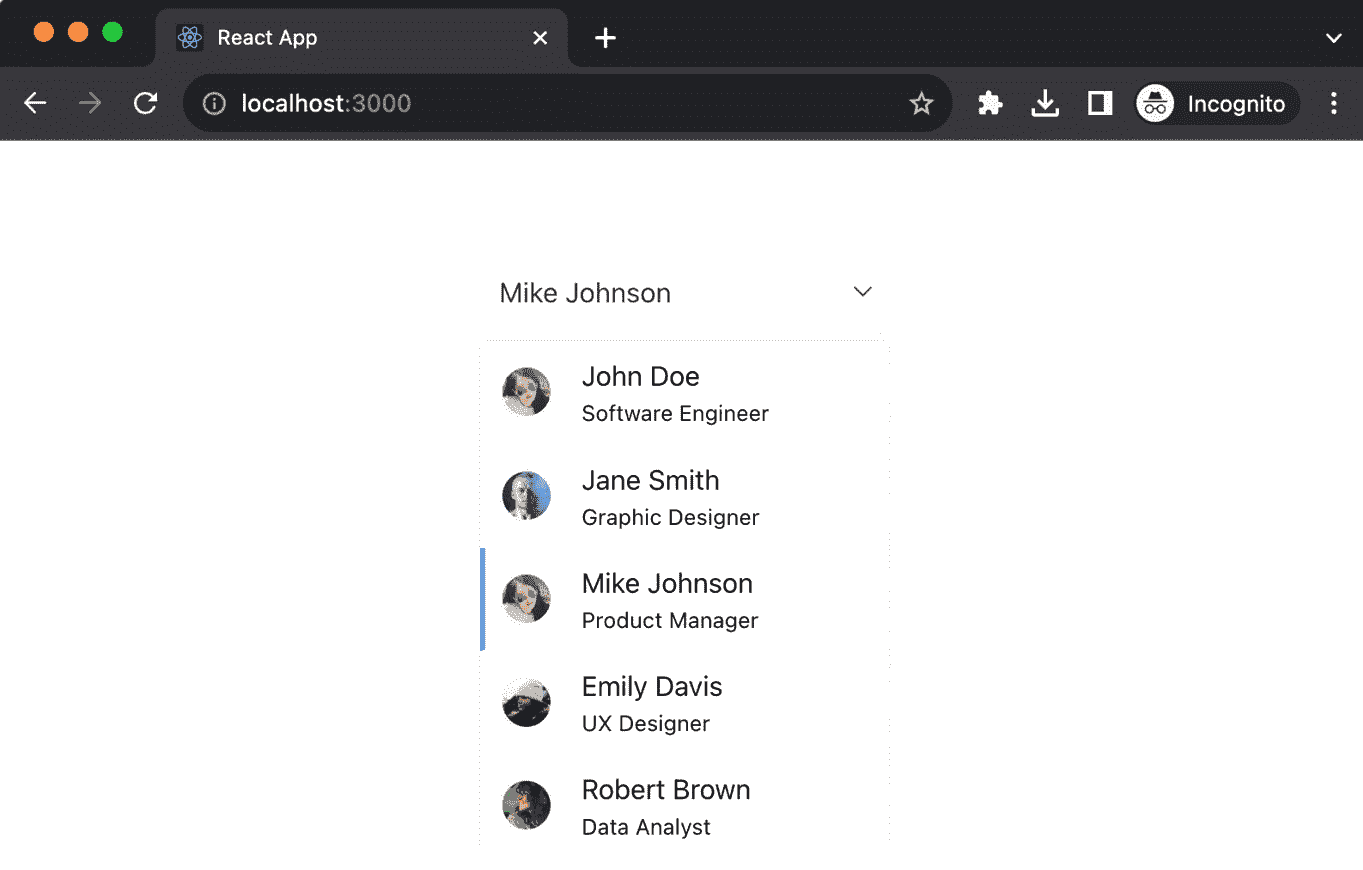 React App
localhost:3000
Incognito
Mike Johnson
John Doe
Software Engineer
Jane Smith
Graphic Designer
Mike Johnson
Product Manager
Emily Davis
UX Designer
Robert Brown
Data Analyst